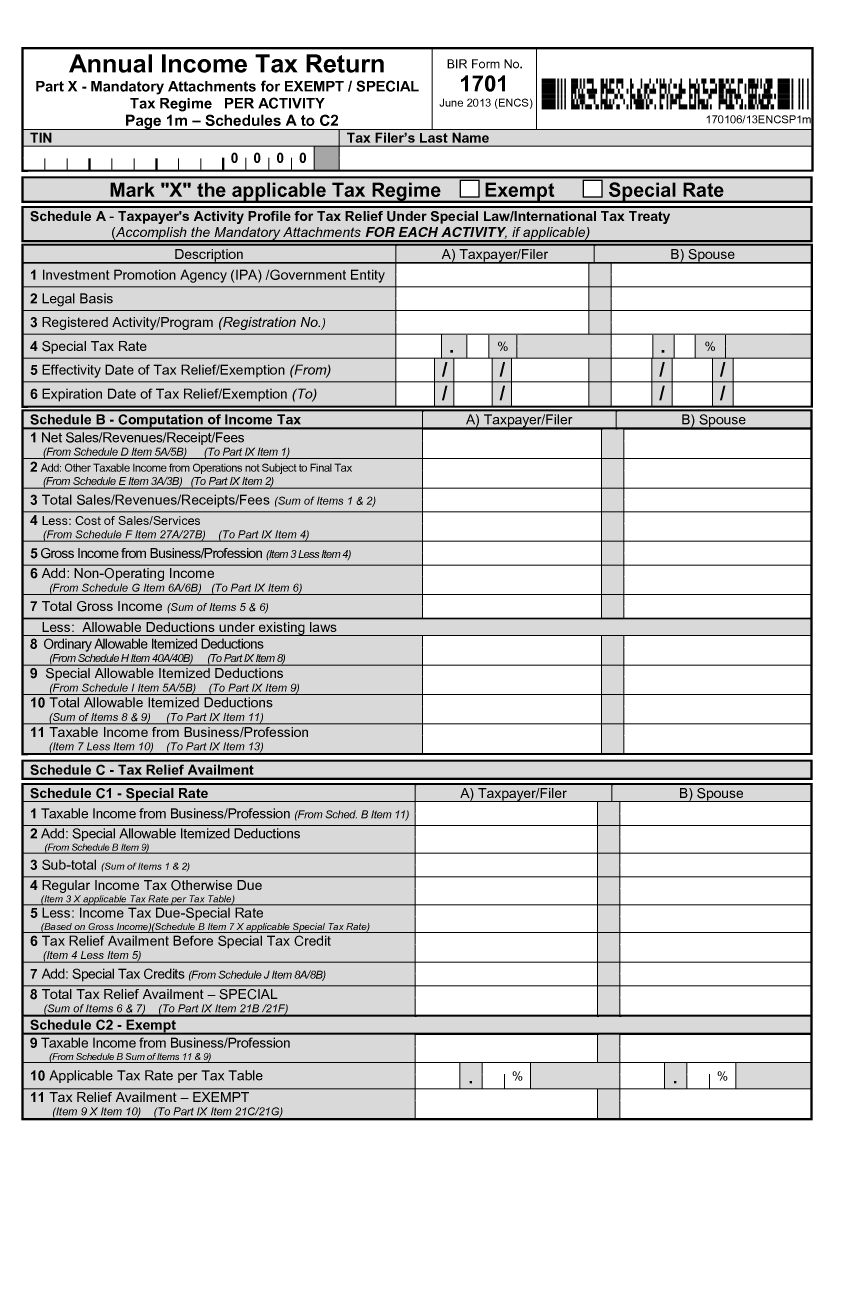 Annual Income Tax Return
Part X - Mandatory Attachments for EXEMPT / SPECIAL
Tax Regime PER ACTIVITY
Page 1m – Schedules A to C2
BIR Form No.
1701
June 2013 (ENCS)
170106/13ENCSP1m
TIN
Tax Filer's Last Name
0 0 0 0
Mark "X" the applicable Tax Regime Exempt Special Rate
Schedule A - Taxpayer's Activity Profile for Tax Relief Under Special Law/International Tax Treaty
(Accomplish the Mandatory Attachments FOR EACH ACTIVITY, if applicable)
Description A) Taxpayer/Filer B) Spouse
1 Investment Promotion Agency (IPA) /Government Entity
2 Legal Basis
3 Registered Activity/Program (Registration No.)
4 Special Tax Rate . % . %
5 Effectivity Date of Tax Relief/Exemption (From) / / / /
6 Expiration Date of Tax Relief/Exemption (To) / / / /
Schedule B - Computation of Income Tax A) Taxpayer/Filer B) Spouse
1 Net Sales/Revenues/Receipt/Fees
(From Schedule D Item 5A/5B) (To Part IX Item 1)
2 Add: Other Taxable Income from Operations not Subject to Final Tax
(From Schedule E Item 3A/3B) (To Part IX Item 2)
3 Total Sales/Revenues/Receipts/Fees (Sum of Items 1 & 2)
4 Less: Cost of Sales/Services
(From Schedule F Item 27A/27B) (To Part IX Item 4)
5 Gross Income from Business/Profession (Item 3 Less Item 4)
6 Add: Non-Operating Income
(From Schedule G Item 6A/6B) (To Part IX Item 6)
7 Total Gross Income (Sum of Items 5 & 6)
Less: Allowable Deductions under existing laws
8 Ordinary Allowable Itemized Deductions
(From Schedule H Item 40A/40B) (To Part IX Item 8)
9 Special Allowable Itemized Deductions
(From Schedule I Item 5A/5B) (To Part IX Item 9)
10 Total Allowable Itemized Deductions
(Sum of Items 8 & 9) (To Part IX Item 11)
11 Taxable Income from Business/Profession
(Item 7 Less Item 10) (To Part IX Item 13)
Schedule C - Tax Relief Availment
Schedule C1 - Special Rate A) Taxpayer/Filer B) Spouse
1 Taxable Income from Business/Profession (From Sched. B Item 11)
2 Add: Special Allowable Itemized Deductions
(From Schedule B Item 9)
3 Sub-total (Sum of Items 1 & 2)
4 Regular Income Tax Otherwise Due
(Item 3 X applicable Tax Rate per Tax Table)
5 Less: Income Tax Due-Special Rate
(Based on Gross Income)(Schedule B Item 7 X applicable Special Tax Rate)
6 Tax Relief Availment Before Special Tax Credit
(Item 4 Less Item 5)
7 Add: Special Tax Credits (From Schedule J Item 8A/8B)
8 Total Tax Relief Availment – SPECIAL
(Sum of Items 6 & 7) (To Part IX Item 21B /21F)
Schedule C2 - Exempt
9 Taxable Income from Business/Profession
(From Schedule B Sum of Items 11 & 9)
10 Applicable Tax Rate per Tax Table . % . %
11 Tax Relief Availment – EXEMPT
(Item 9 X Item 10) (To Part IX Item 21C/21G)